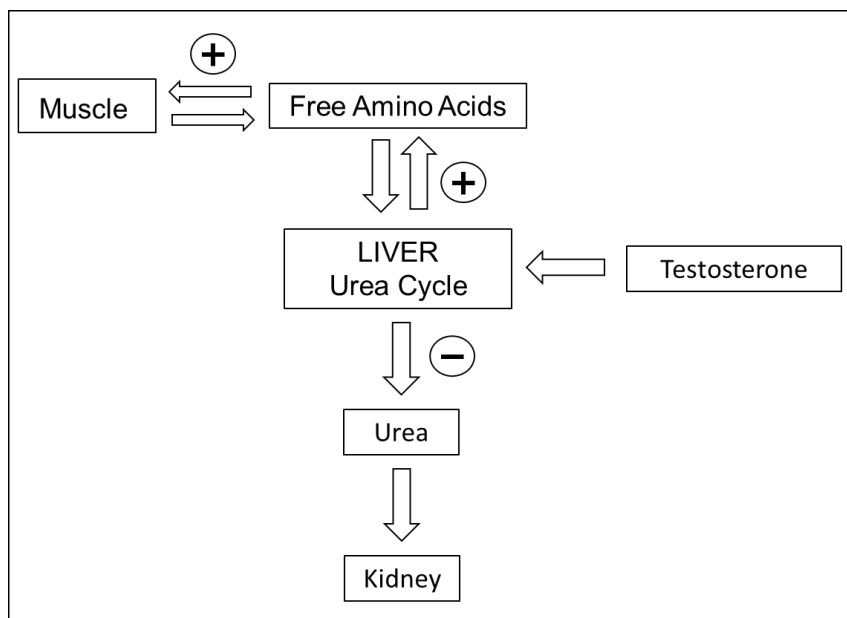 +
Muscle
Free Amino Acids
+
LIVER
Urea Cycle
Testosterone
−
Urea
Kidney